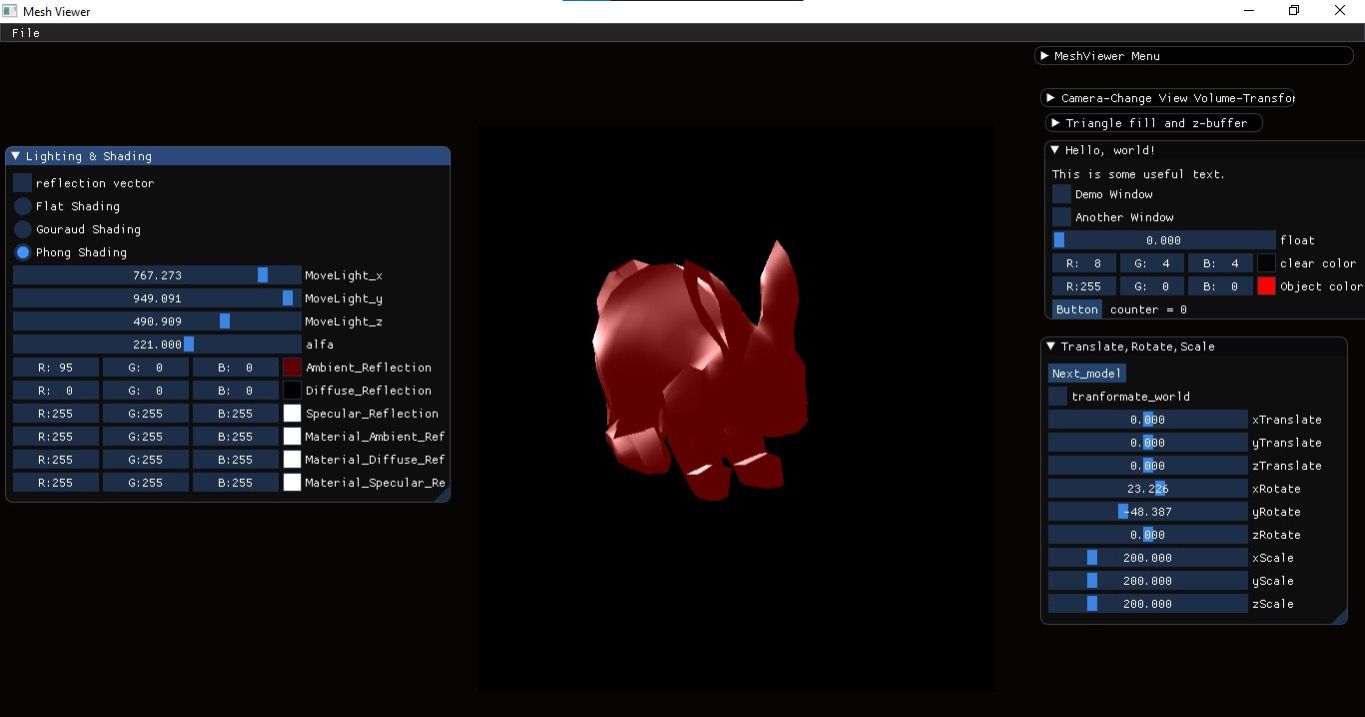 Mesh Viewer
File
Lighting & Shading
reflection vector
Flat Shading
Gouraud Shading
Phong Shading
767.273 MoveLight_x
949.091 MoveLight_y
490.909 MoveLight_z
221.000 alfa
R: 95 G: 0 B: 0 Ambient_Reflection
R: 0 G: 0 B: 0 Diffuse_Reflection
R:255 G:255 B:255 Specular_Reflection
R:255 G:255 B:255 Material_Ambient_Ref
R:255 G:255 B:255 Material_Diffuse_Ref
R:255 G:255 B:255 Material_Specular_Re
MeshViewer Menu
Camera-Change View Volume-Transfor
Triangle fill and z-buffer
Hello, world!
This is some useful text.
Demo Window
Another Window
0.000 float
R: 8 G: 4 B: 4 clear color
R:255 G: 0 B: 0 Object color
Button counter = 0
Translate,Rotate,Scale
Next_model
tranformate_world
0.000 xTranslate
0.000 yTranslate
0.000 zTranslate
23.226 xRotate
-48.387 yRotate
0.000 zRotate
200.000 xScale
200.000 yScale
200.000 zScale